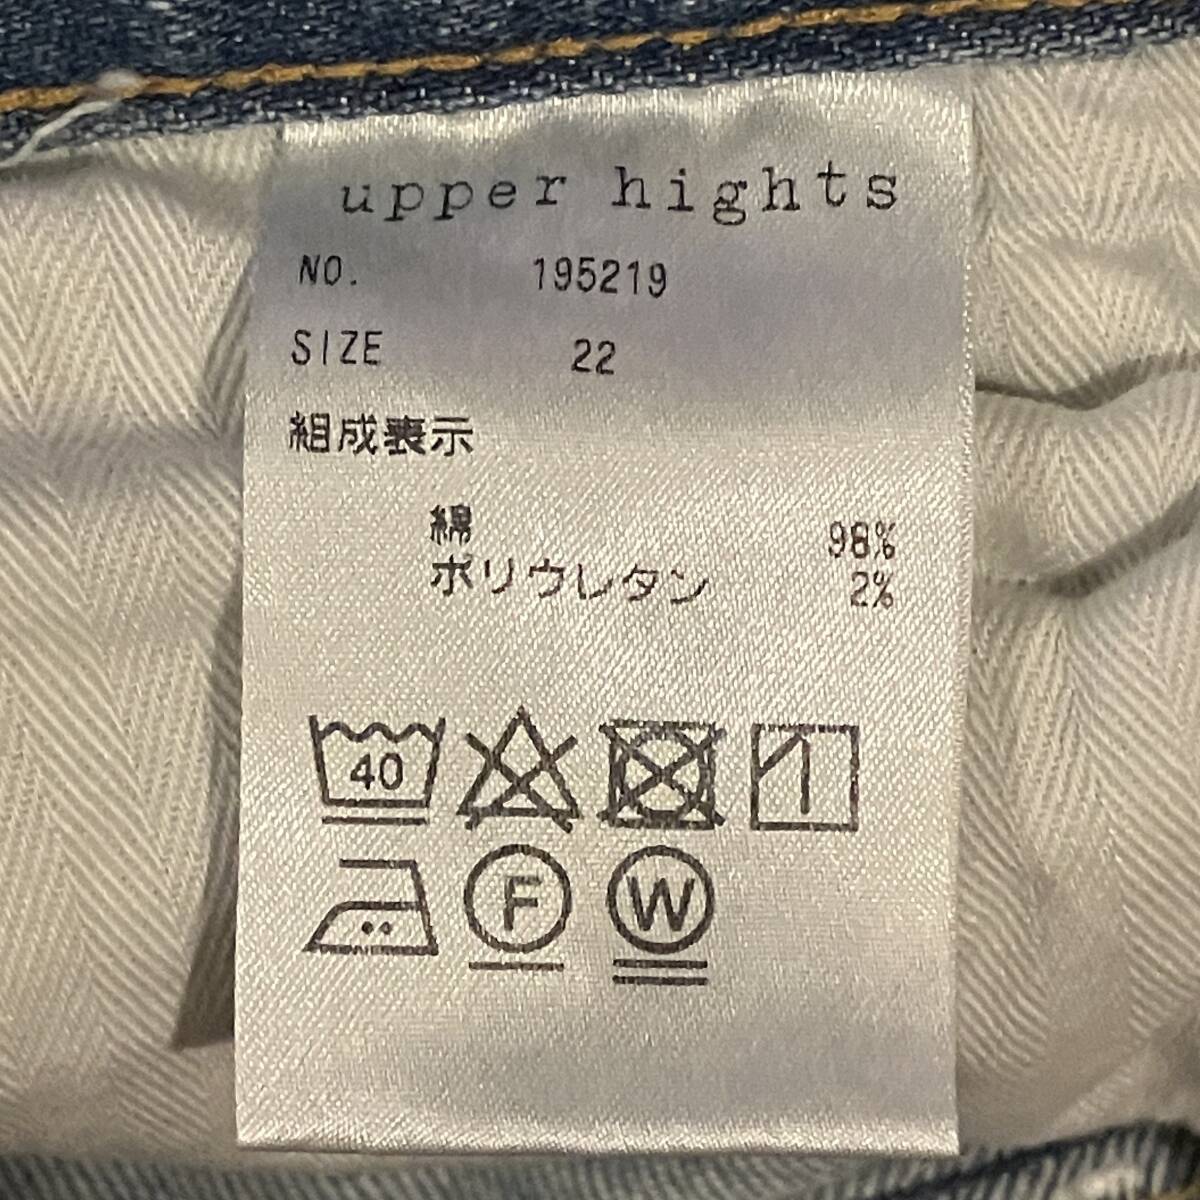 upper hights
NO. 195219
SIZE 22
組成表示
綿 98%
ポリウレタン 2%
40
F W